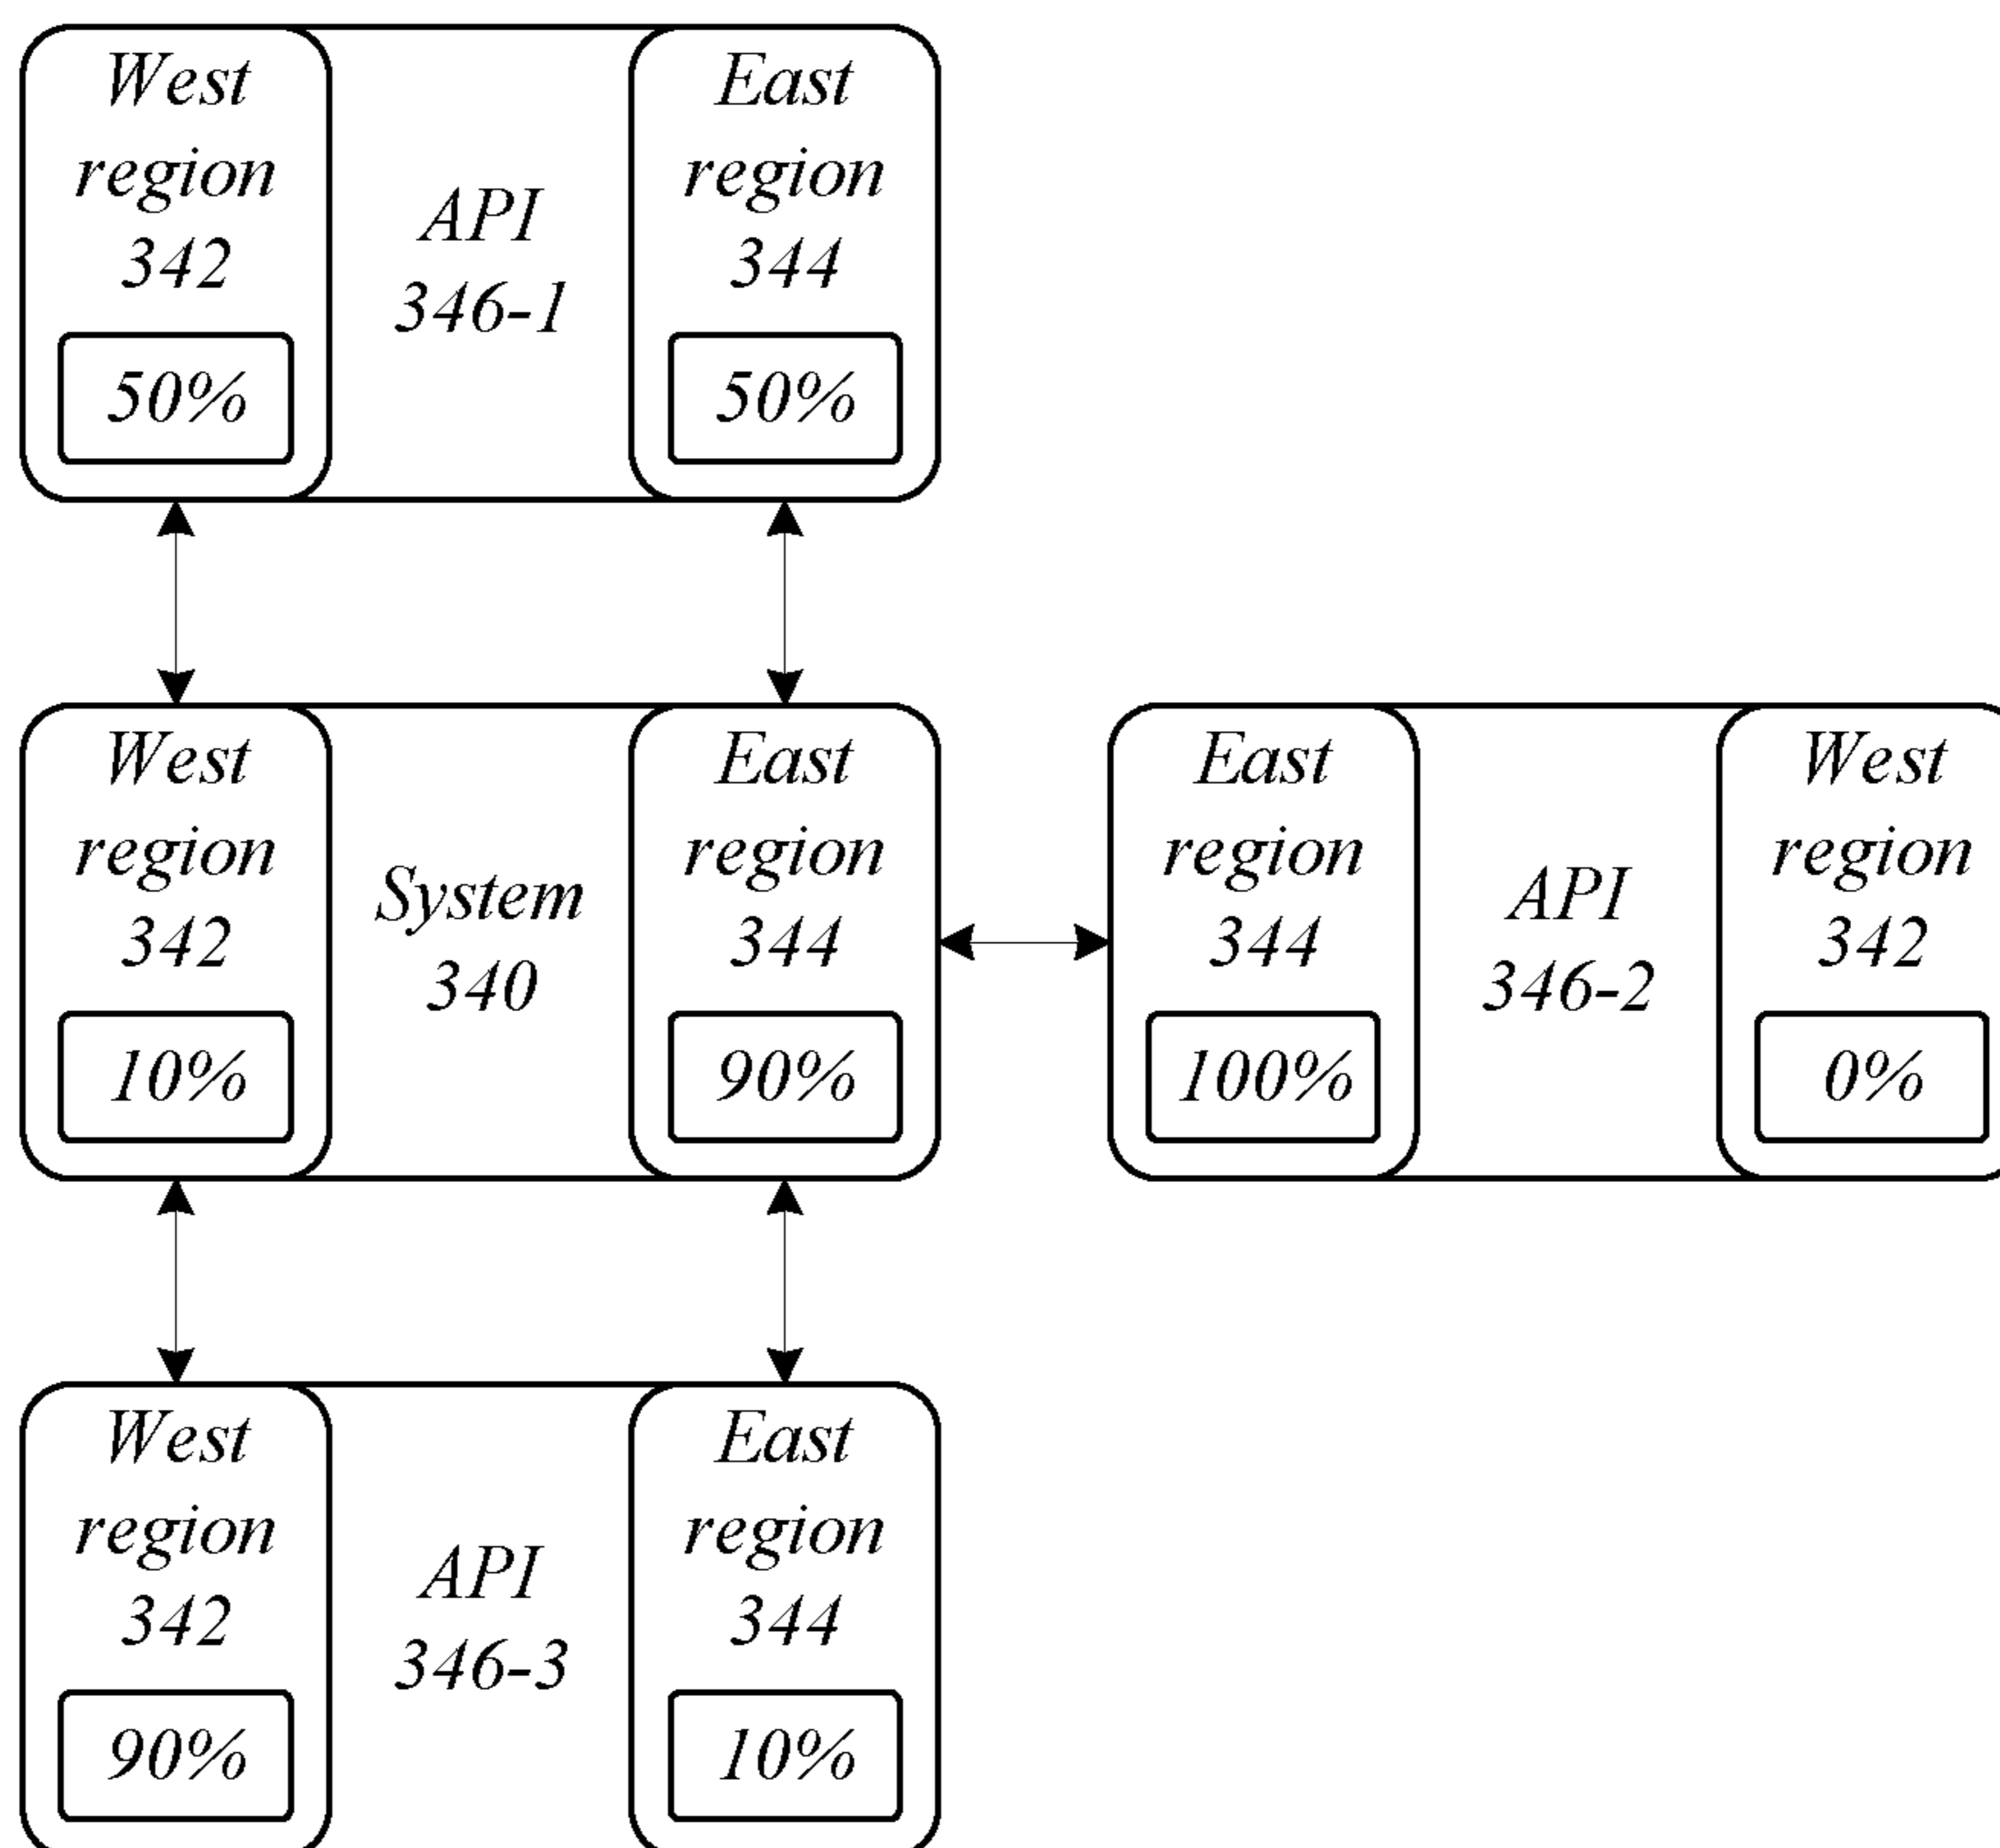 West
region
342
50%
API
346-1
East
region
344
50%
West
region
342
10%
System
340
East
region
344
90%
East
region
344
100%
API
346-2
West
region
342
0%
West
region
342
90%
API
346-3
East
region
344
10%